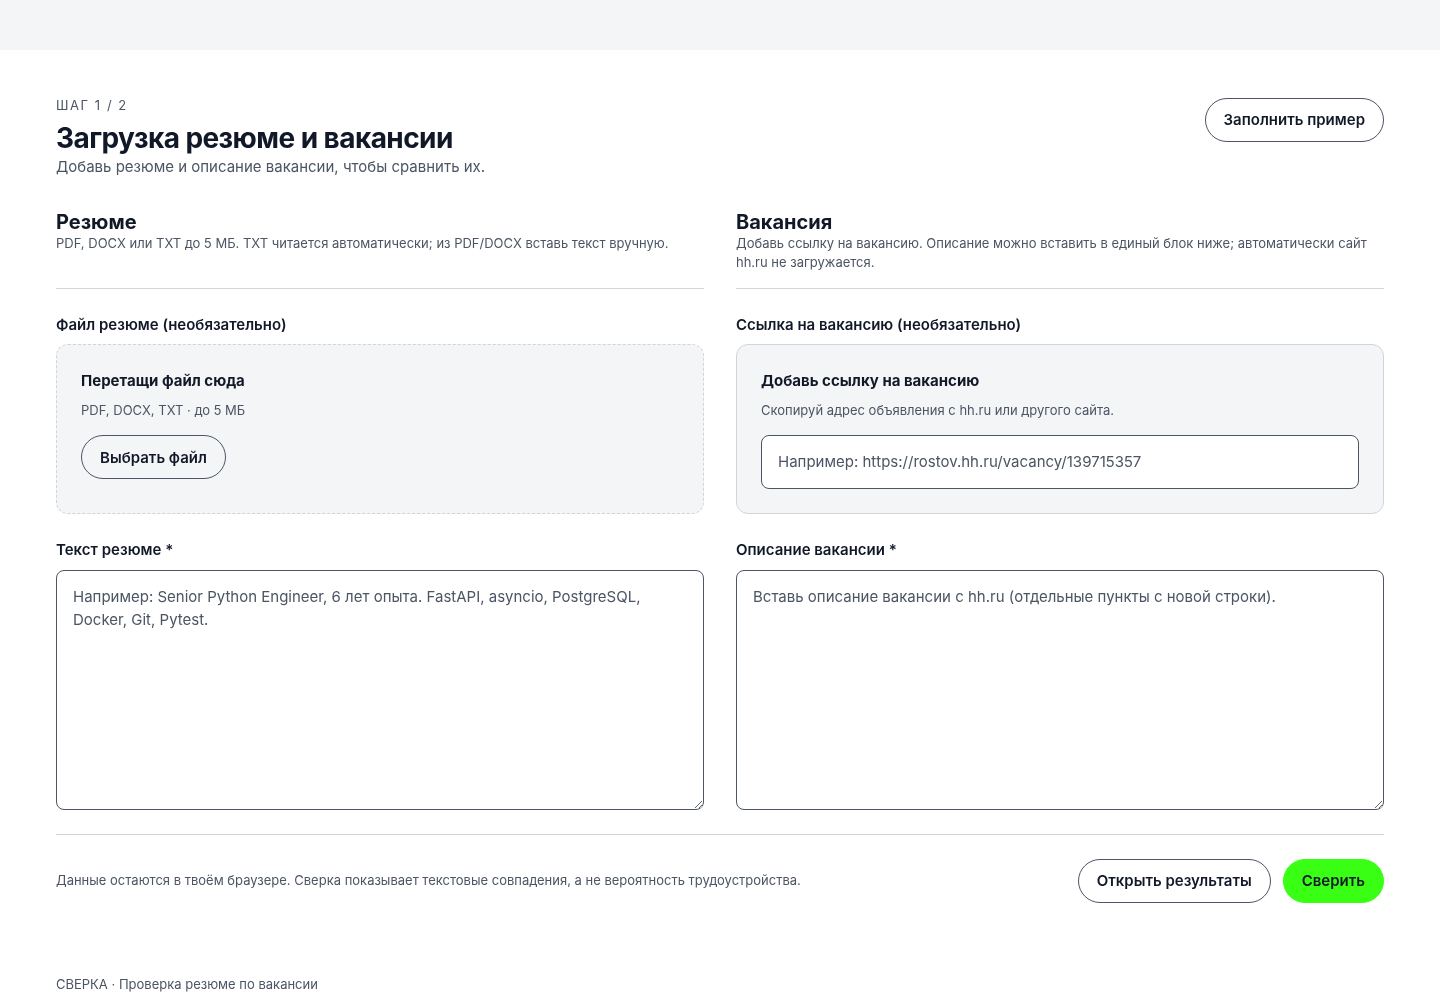 ШАГ 1 / 2
Загрузка резюме и вакансии
Добавь резюме и описание вакансии, чтобы сравнить их.
Заполнить пример
Резюме
PDF, DOCX или TXT до 5 МБ. TXT читается автоматически; из PDF/DOCX вставь текст вручную.
Файл резюме (необязательно)
Перетащи файл сюда
PDF, DOCX, TXT · до 5 МБ
Выбрать файл
Текст резюме *
Например: Senior Python Engineer, 6 лет опыта. FastAPI, asyncio, PostgreSQL,
Docker, Git, Pytest.
Вакансия
Добавь ссылку на вакансию. Описание можно вставить в единый блок ниже; автоматически сайт
hh.ru не загружается.
Ссылка на вакансию (необязательно)
Добавь ссылку на вакансию
Скопируй адрес объявления с hh.ru или другого сайта.
Например: https://rostov.hh.ru/vacancy/139715357
Описание вакансии *
Вставь описание вакансии с hh.ru (отдельные пункты с новой строки).
Данные остаются в твоём браузере. Сверка показывает текстовые совпадения, а не вероятность трудоустройства.
Открыть результаты
Сверить
СВЕРКА · Проверка резюме по вакансии